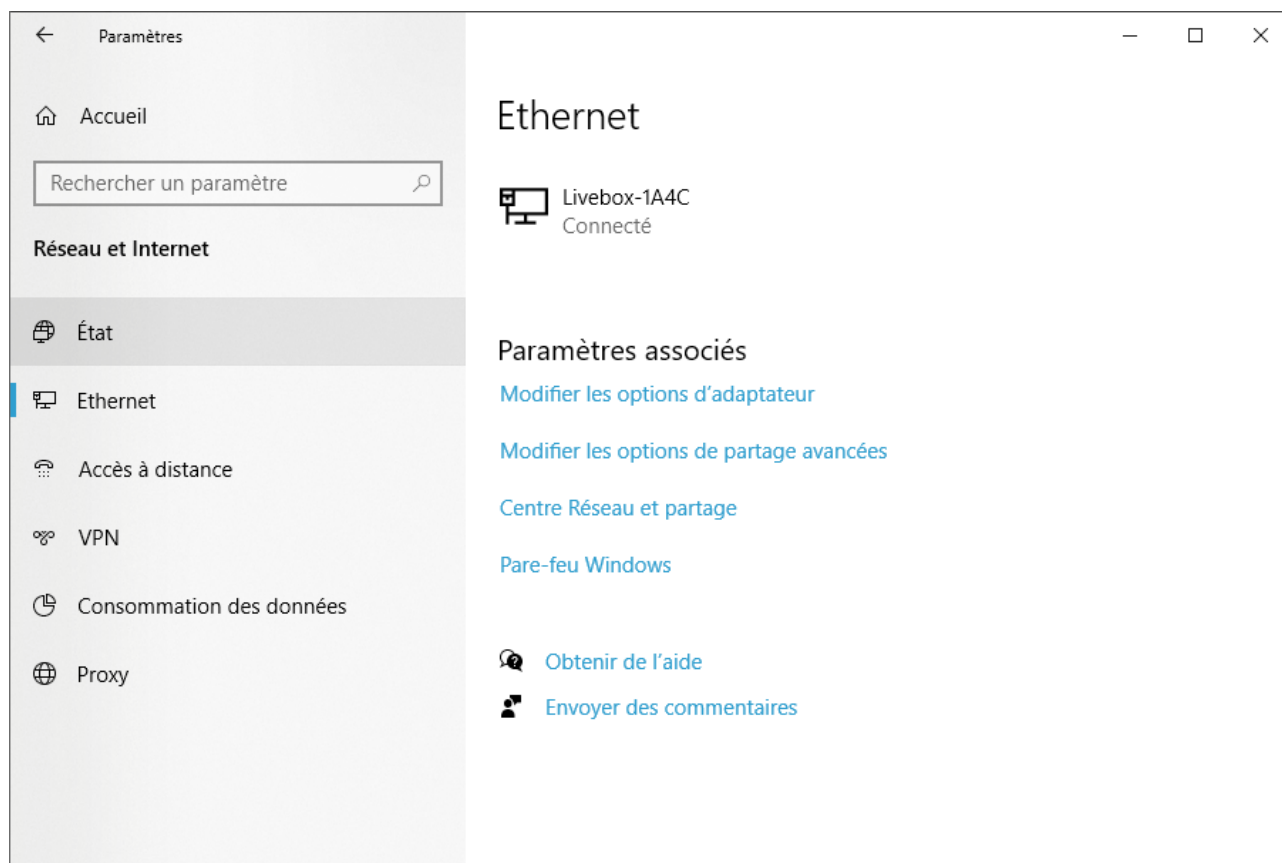 Paramètres
Accueil
Rechercher un paramètre
Réseau et Internet
État
Ethernet
Accès à distance
VPN
Consommation des données
Proxy
Ethernet
Livebox-1A4C
Connecté
Paramètres associés
Modifier les options d’adaptateur
Modifier les options de partage avancées
Centre Réseau et partage
Pare-feu Windows
Obtenir de l’aide
Envoyer des commentaires